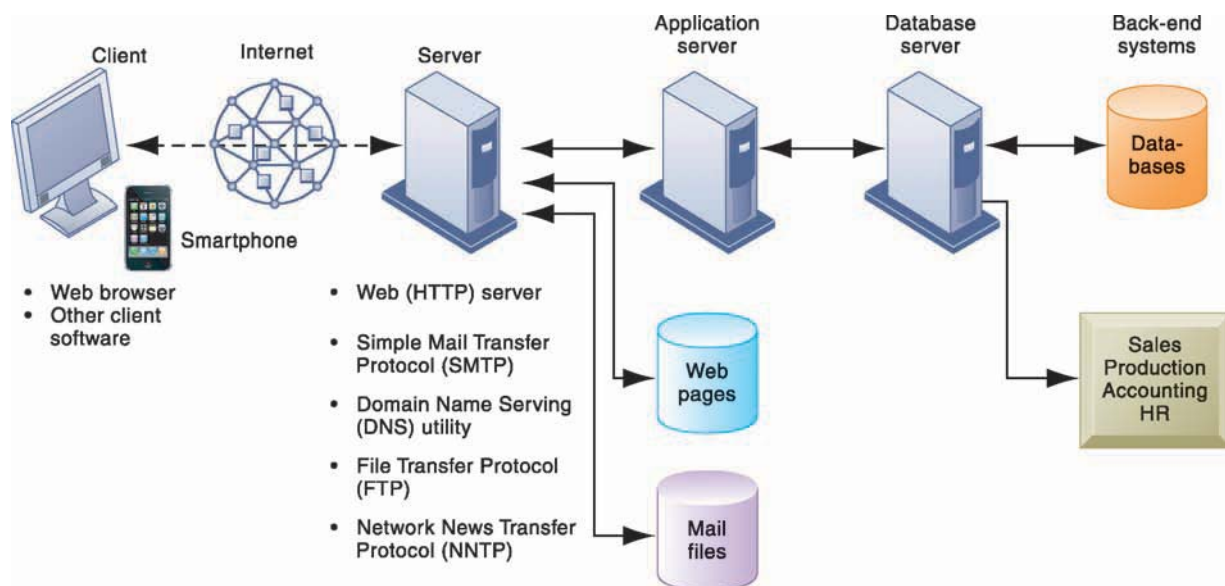 Client
Internet
Server
Application
server
Database
server
Back-end
systems
Data-
bases
Smartphone
• Web browser
• Other client
software
• Web (HTTP) server
• Simple Mail Transfer
Protocol (SMTP)
• Domain Name Serving
(DNS) utility
• File Transfer Protocol
(FTP)
• Network News Transfer
Protocol (NNTP)
Web
pages
Mail
files
Sales
Production
Accounting
HR